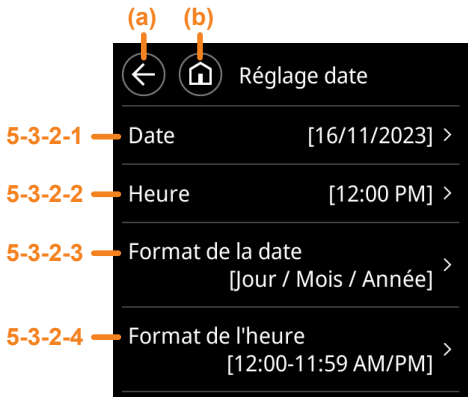 (a) (b)
Réglage date
5-3-2-1 Date [16/11/2023]
5-3-2-2 Heure [12:00 PM]
5-3-2-3 Format de la date
[Jour / Mois / Année]
5-3-2-4 Format de l'heure
[12:00-11:59 AM/PM]